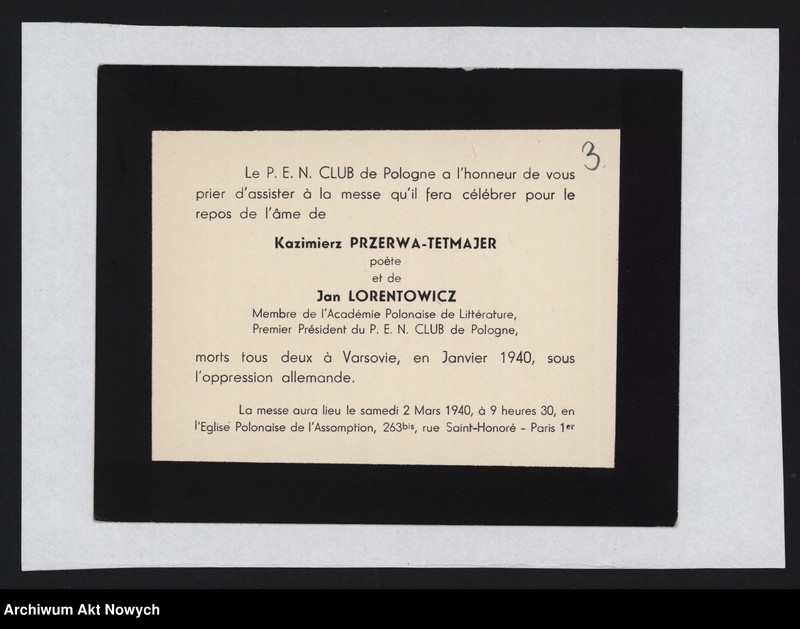 3.
Le P. E. N. CLUB de Pologne a l'honneur de vous
prier d'assister à la messe qu'il fera célébrer pour le
repos de l'âme de
Kazimierz PRZERWA-TETMAJER
poète
et de
Jan LORENTOWICZ
Membre de l'Académie Polonaise de Littérature,
Premier Président du P. E. N. CLUB de Pologne,
morts tous deux à Varsovie, en Janvier 1940, sous
l'oppression allemande.
La messe aura lieu le samedi 2 Mars 1940, à 9 heures 30, en
l'Eglise Polonaise de l'Assomption, 263bis, rue Saint-Honoré - Paris 1er
Archiwum Akt Nowych